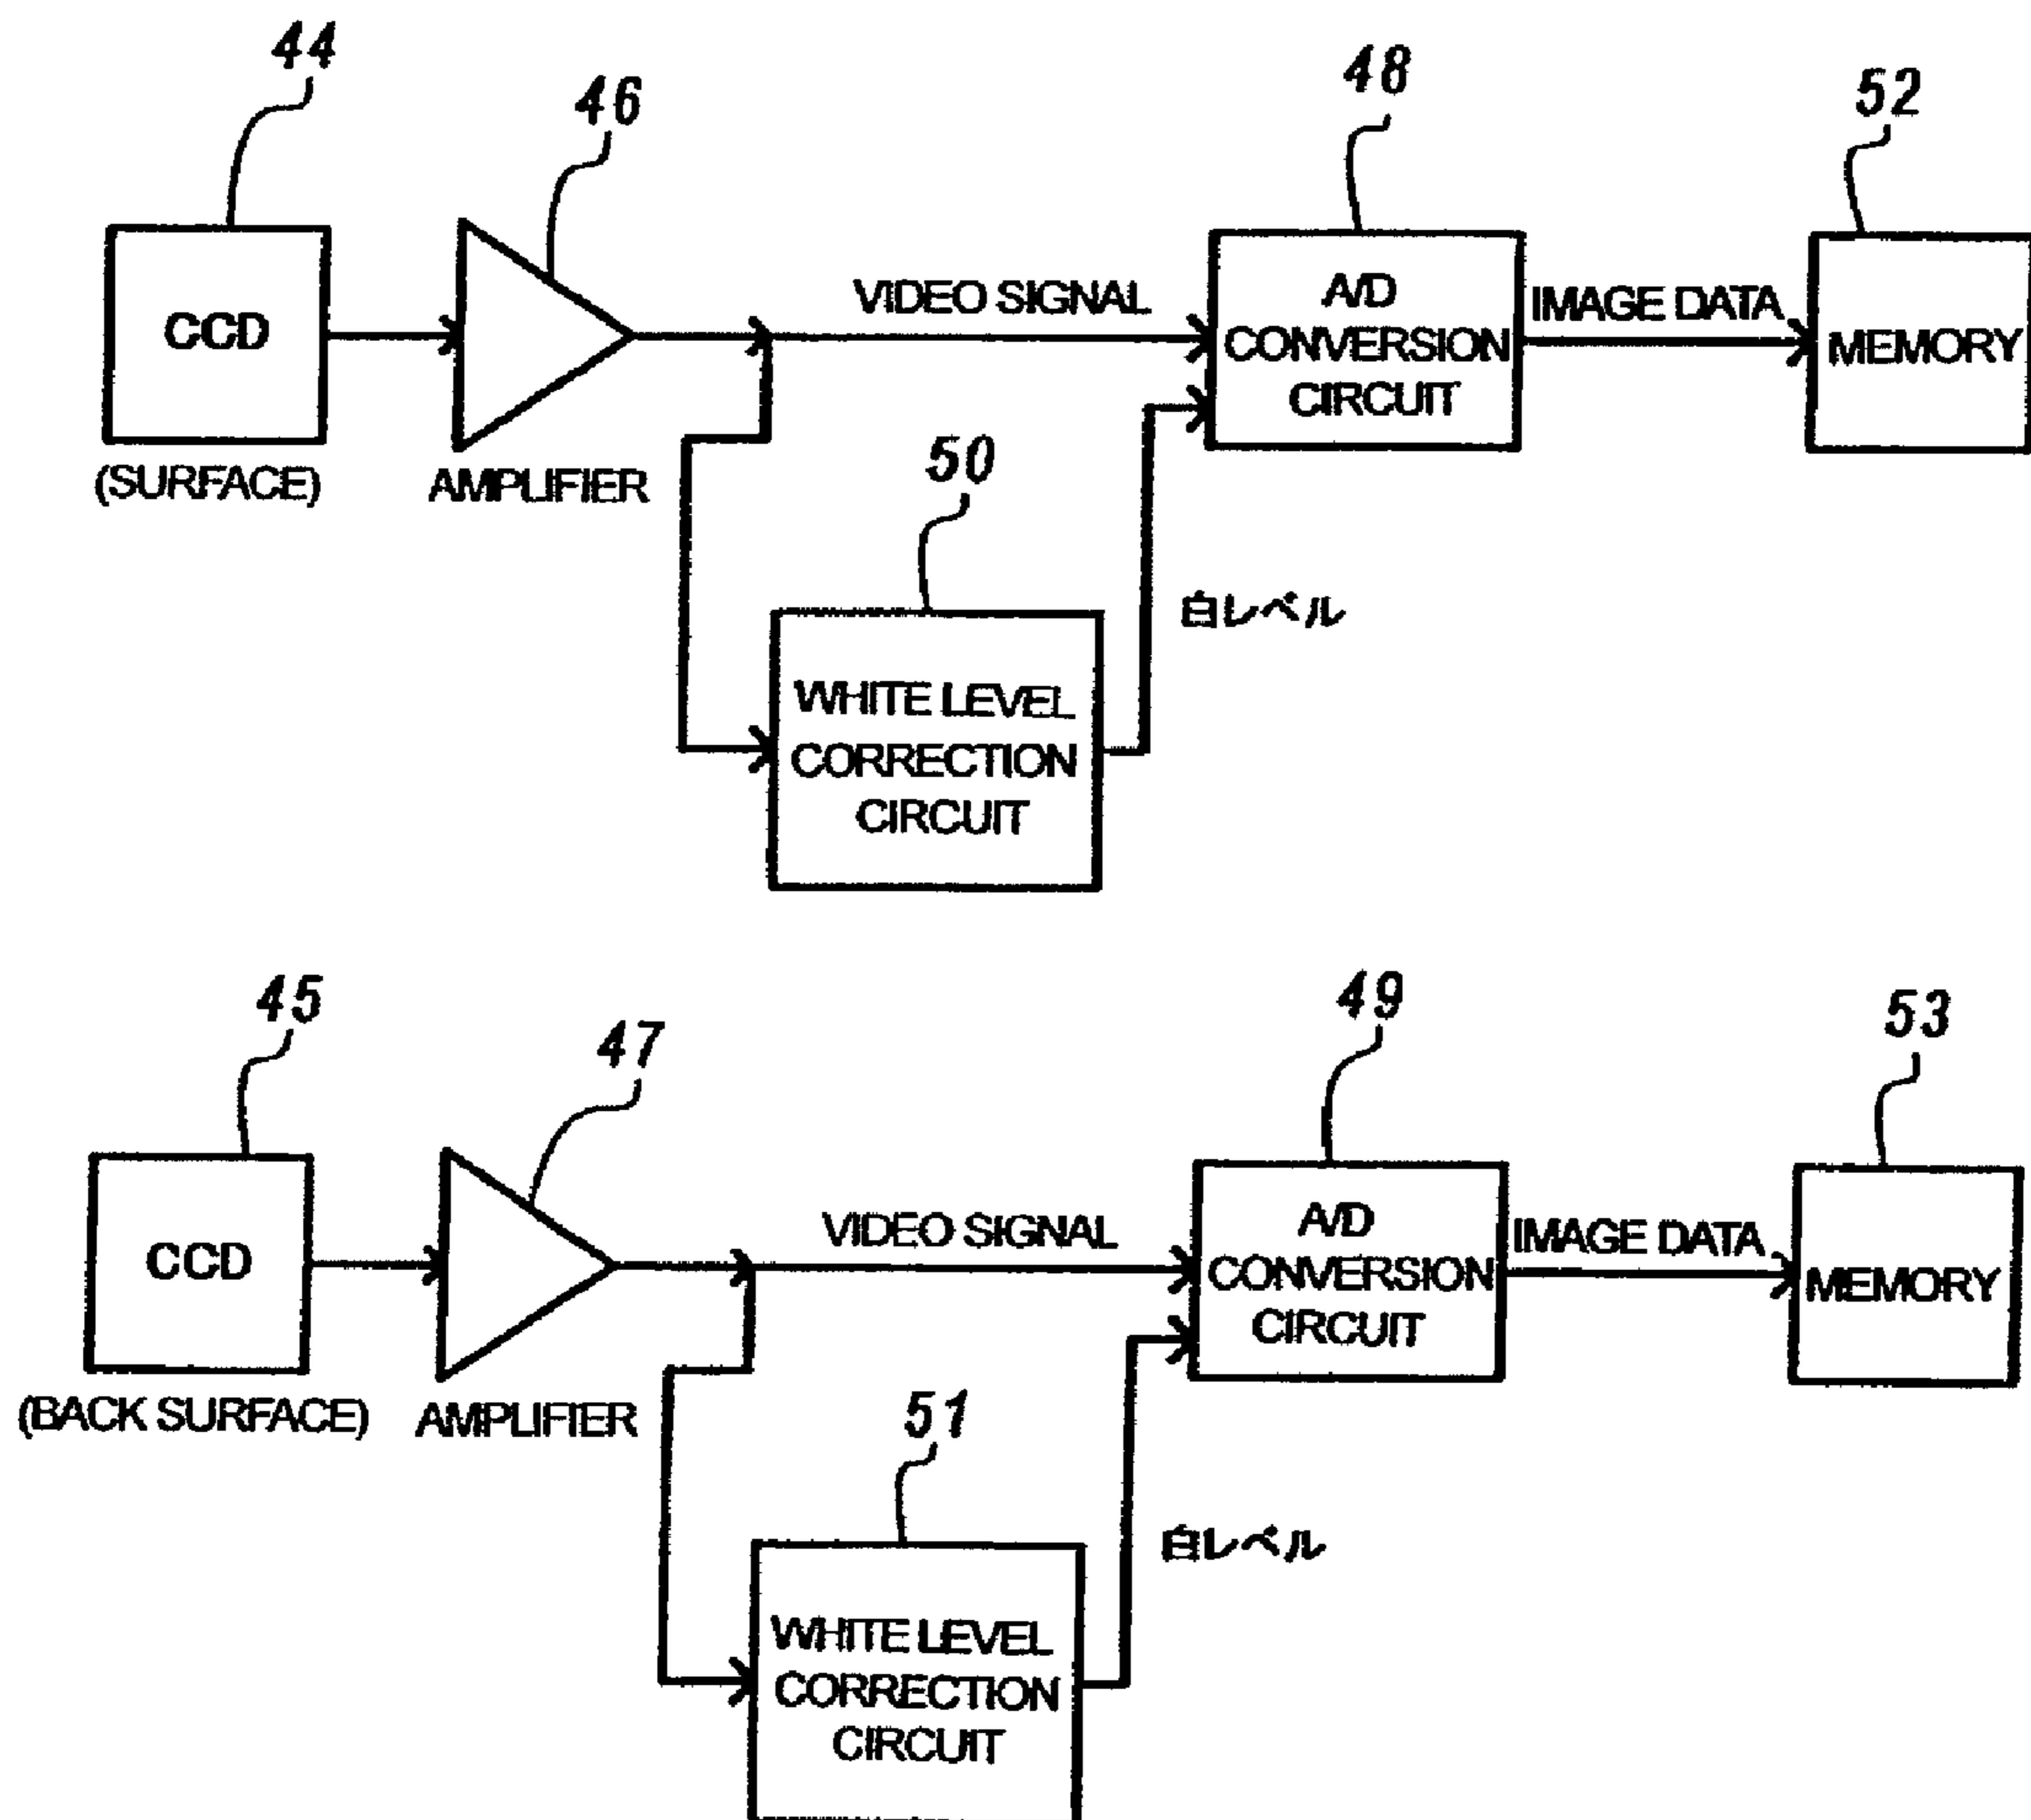 44
46
48
52
CCD
VIDEO SIGNAL
A/D
CONVERSION
CIRCUIT
IMAGE DATA
MEMORY
(SURFACE)
AMPLIFIER
50
白レベル
WHITE LEVEL
CORRECTION
CIRCUIT
45
47
49
53
CCD
VIDEO SIGNAL
A/D
CONVERSION
CIRCUIT
IMAGE DATA
MEMORY
(BACK SURFACE)
AMPLIFIER
51
白レベル
WHITE LEVEL
CORRECTION
CIRCUIT